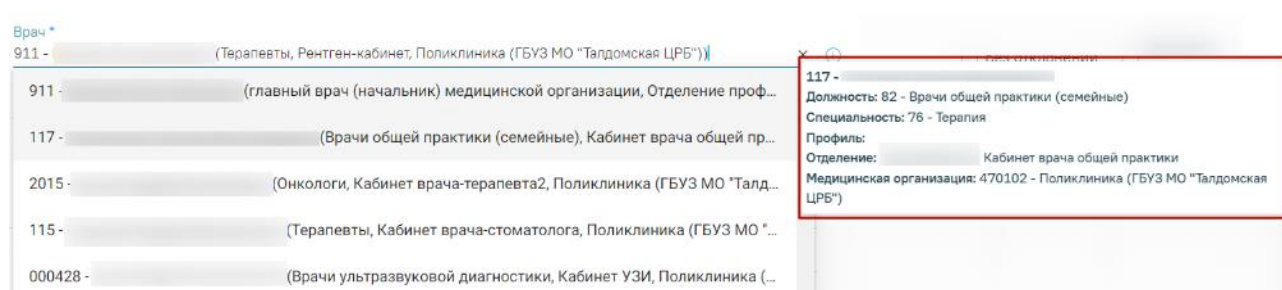 Врач *
911 - (Терапевты, Рентген-кабинет, Поликлиника (ГБУЗ МО "Талдомская ЦРБ"))
911 - (главный врач (начальник) медицинской организации, Отделение проф...
117 - (Врачи общей практики (семейные), Кабинет врача общей пр...
2015 - (Онкологи, Кабинет врача-терапевта2, Поликлиника (ГБУЗ МО "Талд...
115 - (Терапевты, Кабинет врача-стоматолога, Поликлиника (ГБУЗ МО "...
000428 - (Врачи ультразвуковой диагностики, Кабинет УЗИ, Поликлиника (...
117 -
Должность: 82 - Врачи общей практики (семейные)
Специальность: 76 - Терапия
Профиль:
Отделение: Кабинет врача общей практики
Медицинская организация: 470102 - Поликлиника (ГБУЗ МО "Талдомская
ЦРБ")